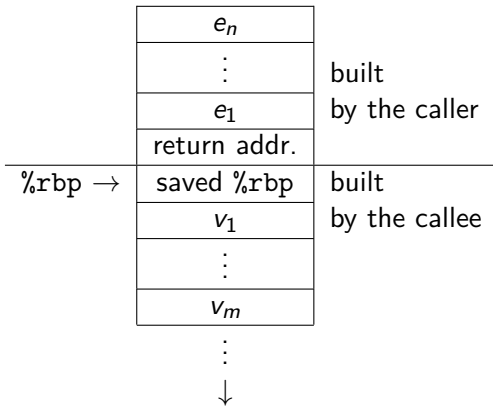 eₙ
⋮ built
e₁ by the caller
return addr.
%rbp → saved %rbp built
v₁ by the callee
⋮
vₘ
⋮
↓